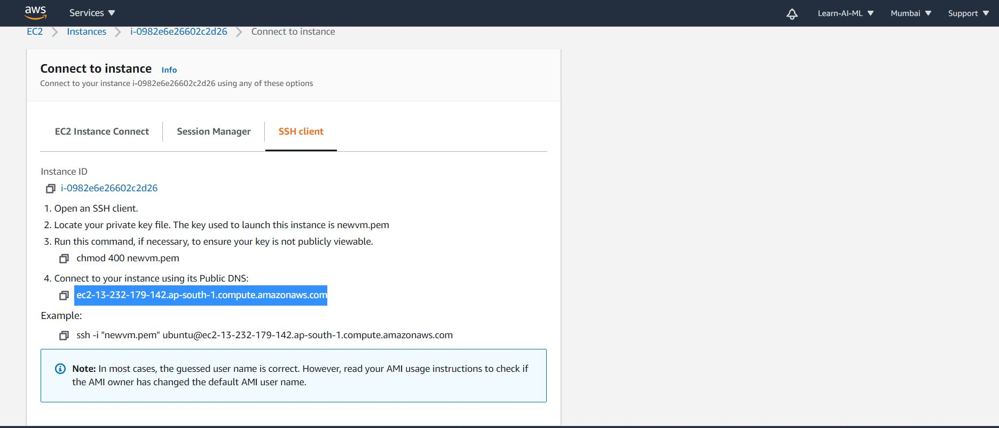 aws Services Learn-AI-ML Mumbai Support
EC2 Instances i-0982e6e26602c2d26 Connect to instance
Connect to instance Info
Connect to your instance i-0982e6e26602c2d26 using any of these options
EC2 Instance Connect Session Manager SSH client
Instance ID
i-0982e6e26602c2d26
1. Open an SSH client.
2. Locate your private key file. The key used to launch this instance is newvm.pem
3. Run this command, if necessary, to ensure your key is not publicly viewable.
chmod 400 newvm.pem
4. Connect to your instance using its Public DNS:
ec2-13-232-179-142.ap-south-1.compute.amazonaws.com
Example:
ssh -i "newvm.pem" ubuntu@ec2-13-232-179-142.ap-south-1.compute.amazonaws.com
Note: In most cases, the guessed user name is correct. However, read your AMI usage instructions to check if
the AMI owner has changed the default AMI user name.